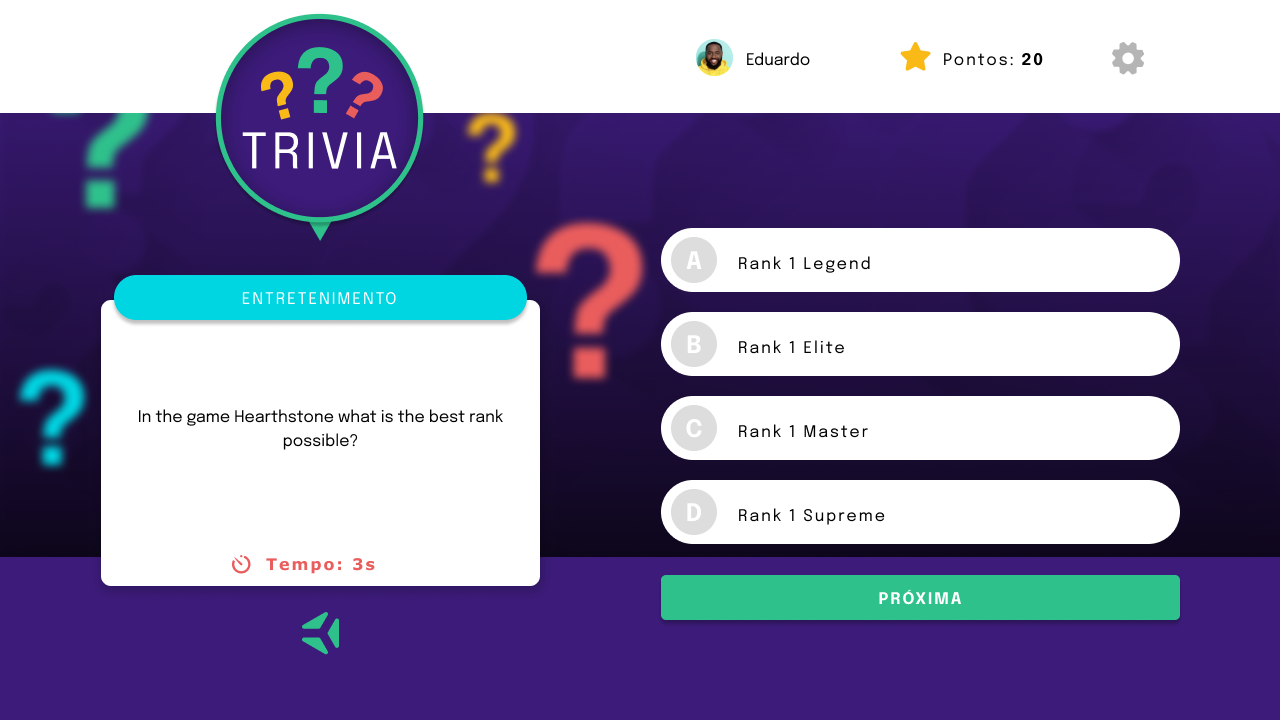 ???
TRIVIA
Eduardo
Pontos: 20
ENTRETENIMENTO
In the game Hearthstone what is the best rank
possible?
Tempo: 3s
A Rank 1 Legend
B Rank 1 Elite
C Rank 1 Master
D Rank 1 Supreme
PRÓXIMA